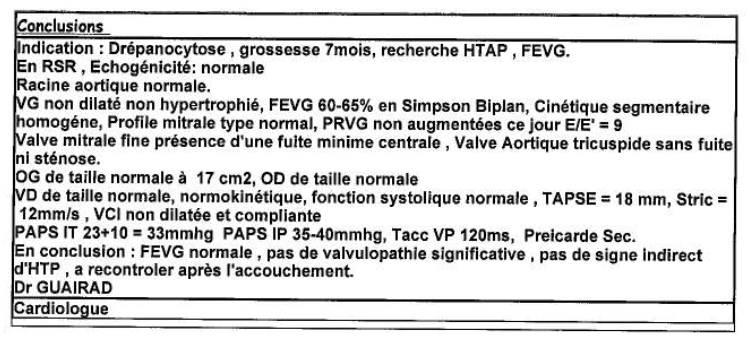 Conclusions
Indication : Drépanocytose , grossesse 7mois, recherche HTAP , FEVG.
En RSR , Echogénicité: normale
Racine aortique normale.
VG non dilaté non hypertrophié, FEVG 60-65% en Simpson Biplan, Cinétique segmentaire
homogéne, Profile mitrale type normal, PRVG non augmentées ce jour E/E' = 9
Valve mitrale fine présence d'une fuite minime centrale , Valve Aortique tricuspide sans fuite
ni sténose.
OG de taille normale à 17 cm2, OD de taille normale
VD de taille normale, normokinétique, fonction systolique normale , TAPSE = 18 mm, Stric =
12mm/s , VCI non dilatée et compliante
PAPS IT 23+10 = 33mmhg PAPS IP 35-40mmhg, Tacc VP 120ms, Preicarde Sec.
En conclusion : FEVG normale , pas de valvulopathie significative , pas de signe indirect
d'HTP , a recontroler après l'accouchement.
Dr GUAIRAD
Cardiologue